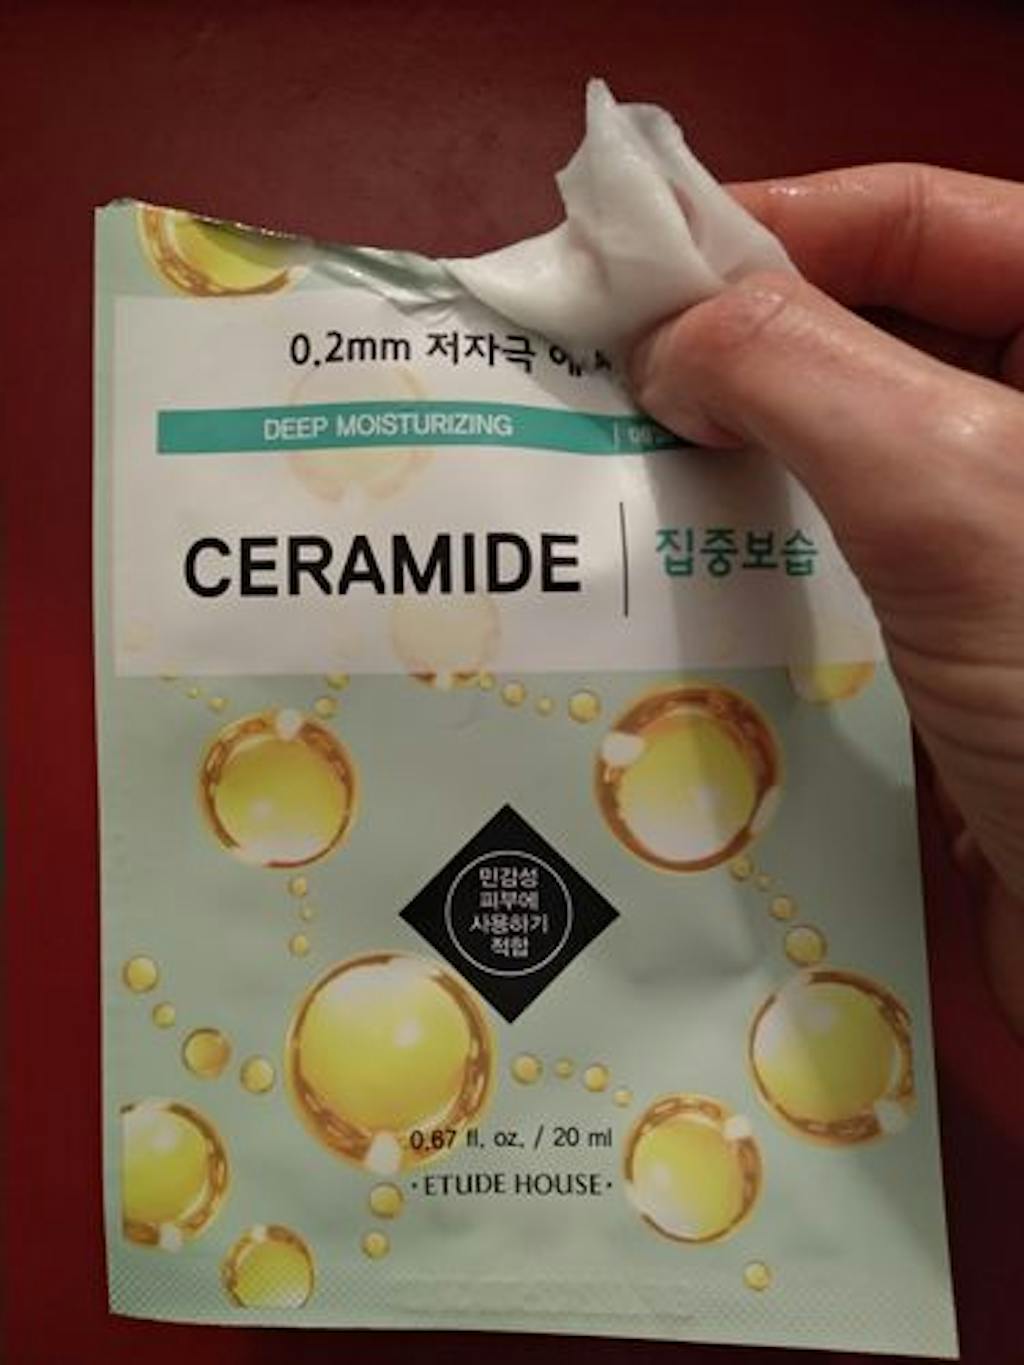 0.2mm 저자극 에
DEEP MOISTURIZING
CERAMIDE | 집중보습
민감성
피부에
사용하기
적합
0.67 fl. oz. / 20 ml
·ETUDE HOUSE·